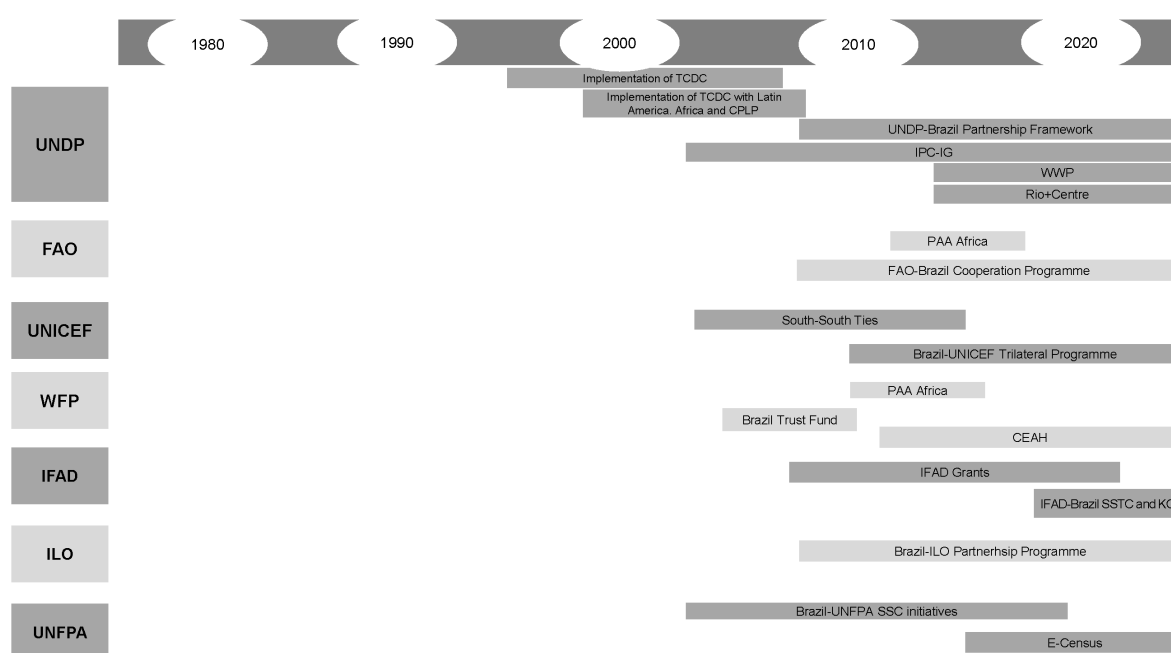 1980 1990 2000 2010 2020
Implementation of TCDC
Implementation of TCDC with Latin
America. Africa and CPLP
UNDP
UNDP-Brazil Partnership Framework
IPC-IG
WWP
Rio+Centre
FAO
PAA Africa
FAO-Brazil Cooperation Programme
UNICEF
South-South Ties
Brazil-UNICEF Trilateral Programme
WFP
PAA Africa
Brazil Trust Fund
CEAH
IFAD
IFAD Grants
IFAD-Brazil SSTC and
ILO
Brazil-ILO Partnerhsip Programme
UNFPA
Brazil-UNFPA SSC initiatives
E-Census